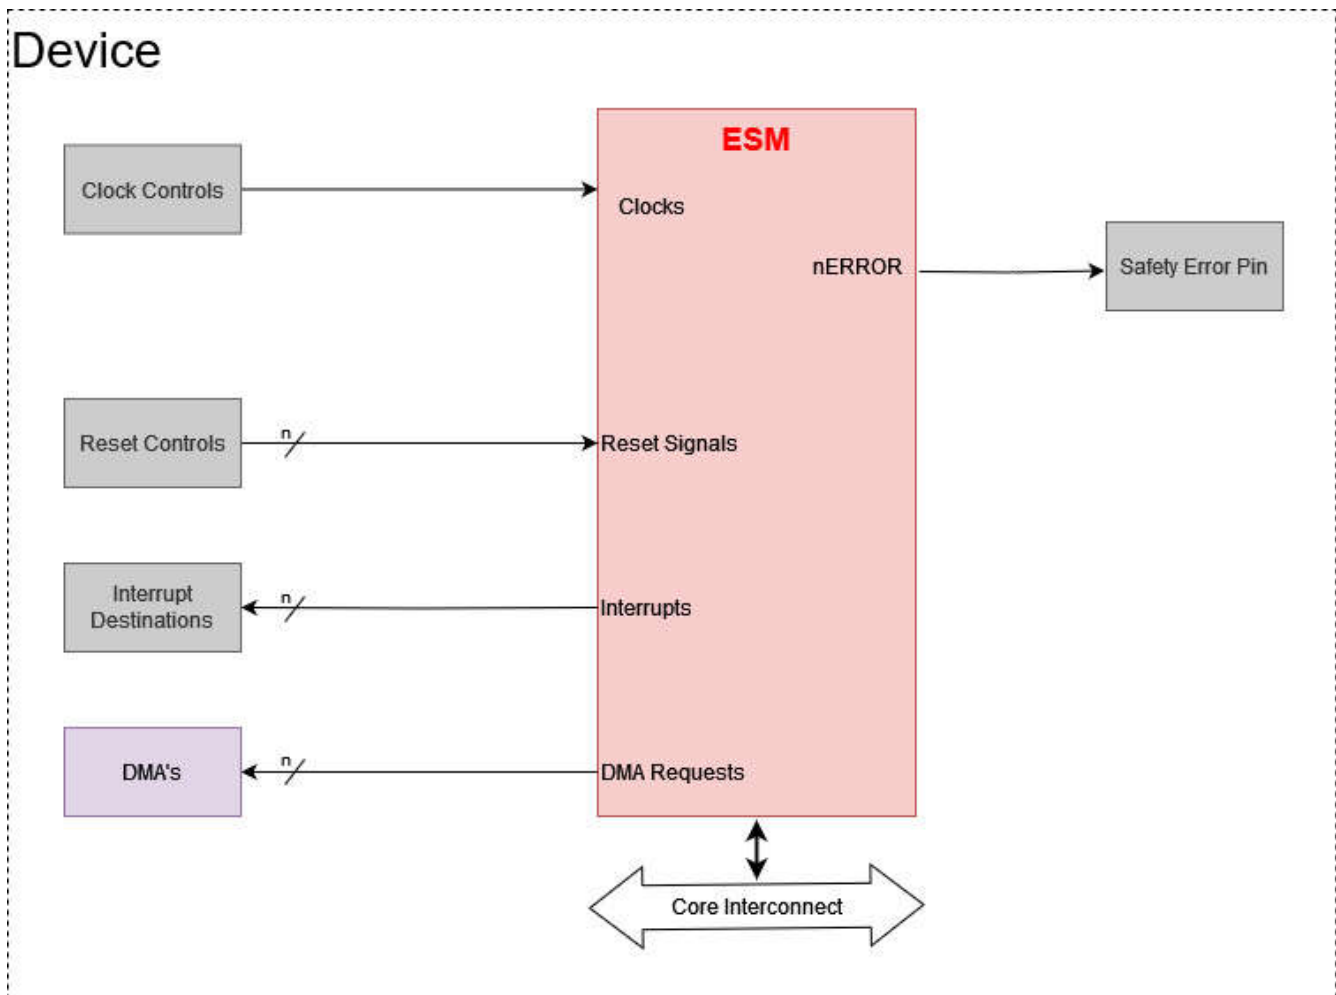 Device
ESM
Clock Controls
Clocks
nERROR
Safety Error Pin
Reset Controls
n
Reset Signals
Interrupt
Destinations
n
Interrupts
DMA's
n
DMA Requests
Core Interconnect